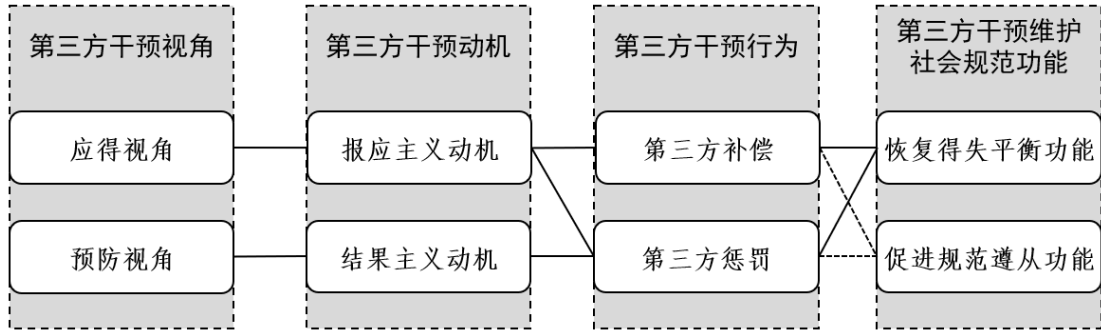 第三方干预视角
应得视角
预防视角
第三方干预动机
报应主义动机
结果主义动机
第三方干预行为
第三方补偿
第三方惩罚
第三方干预维护
社会规范功能
恢复得失平衡功能
促进规范遵从功能